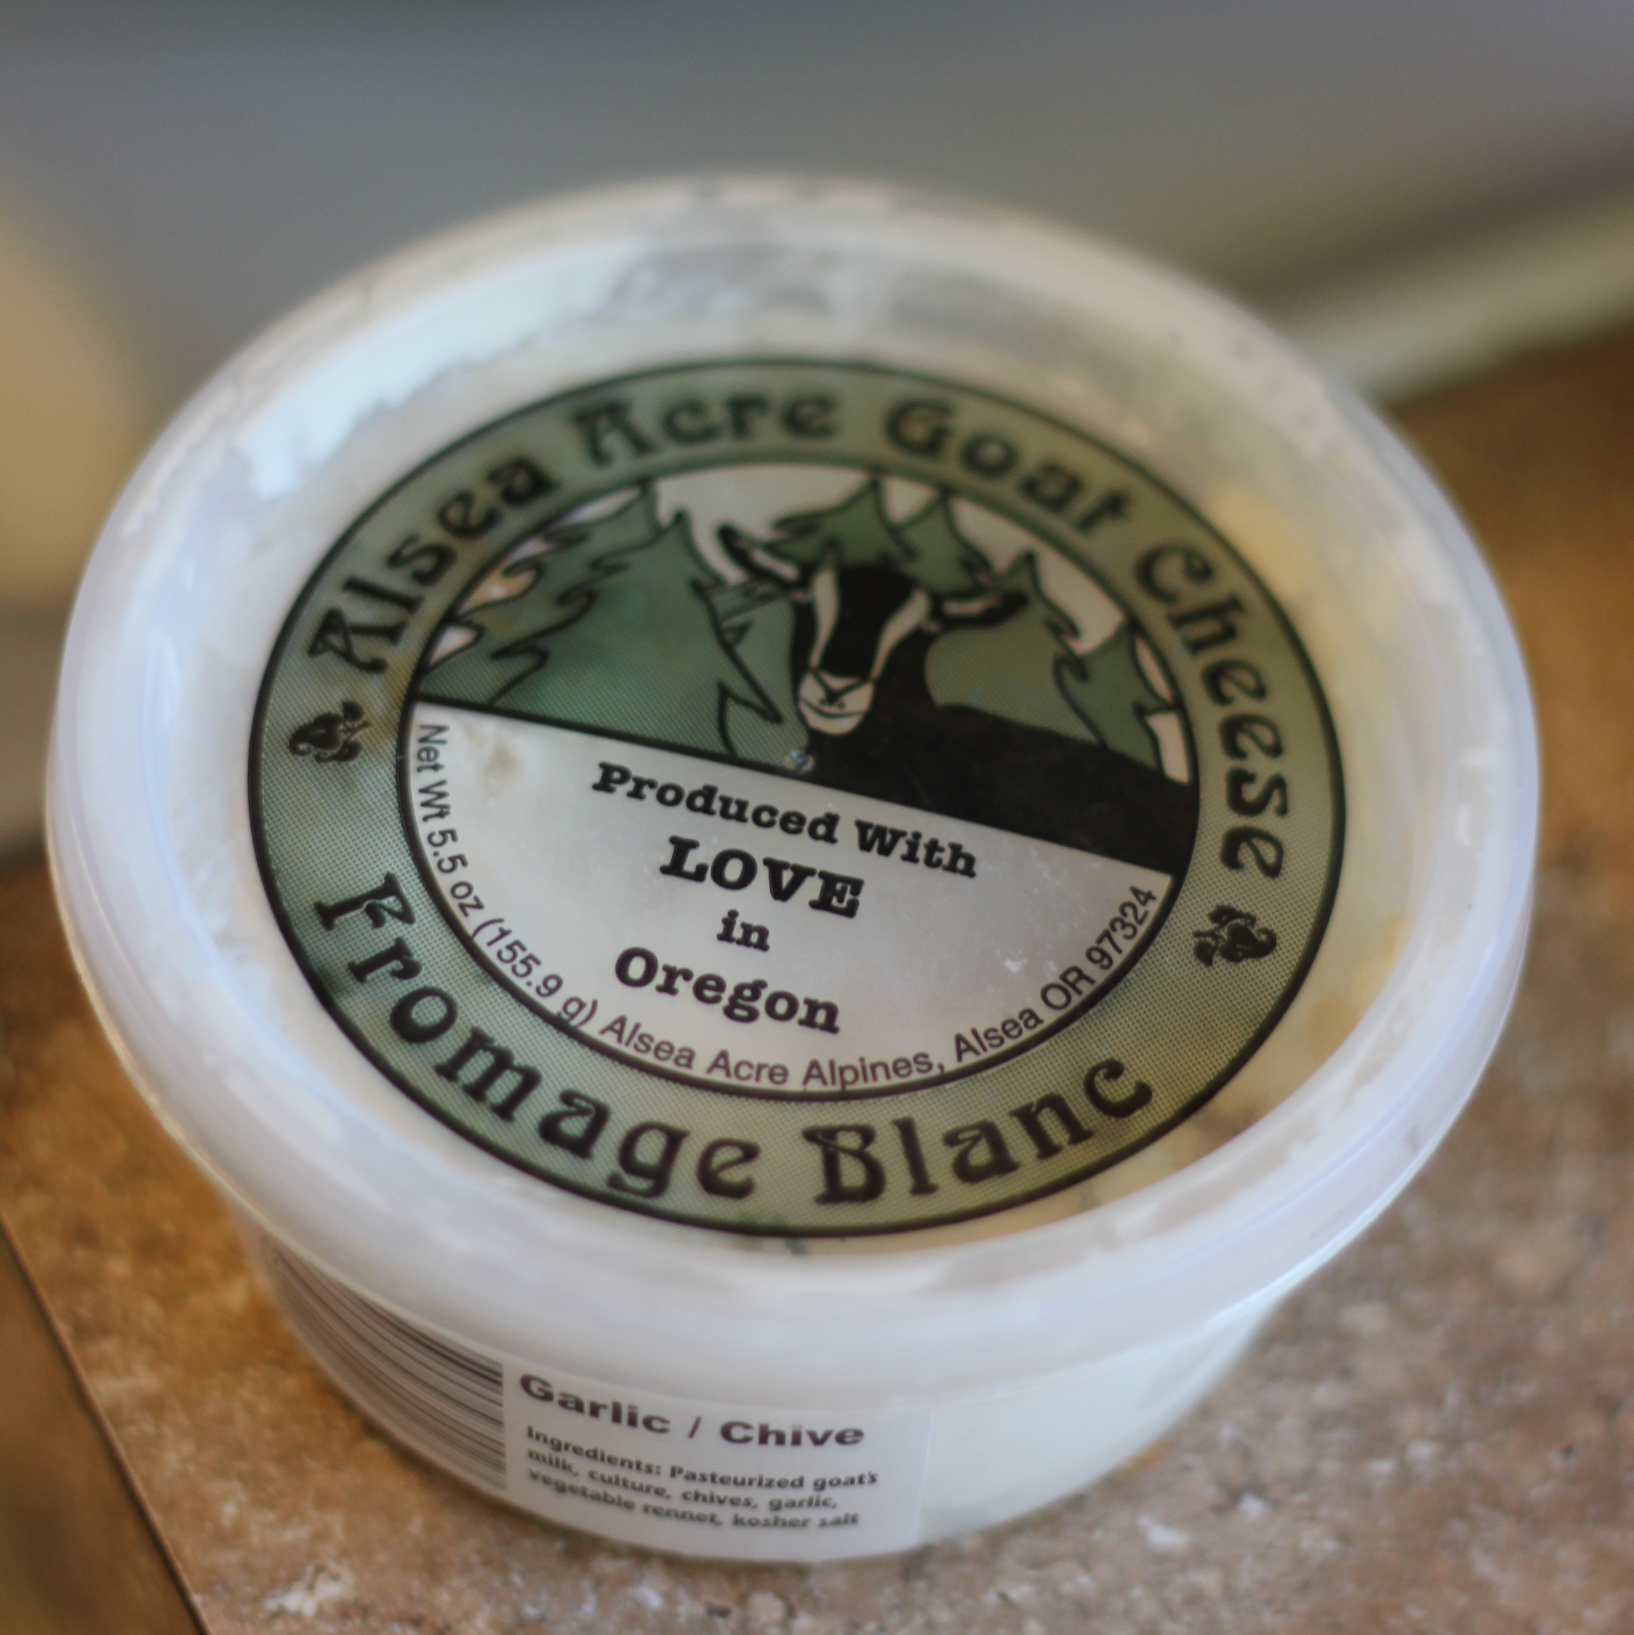 Alsea Acre Goat Cheese
Produced With
LOVE
in
Oregon
Net Wt 5.5 oz (155.9 g) Alsea Acre Alpines, Alsea OR 97324
Fromage Blanc
Garlic / Chive
Ingredients: Pasteurized goat's
milk, culture, chives, garlic,
vegetable rennet, kosher salt